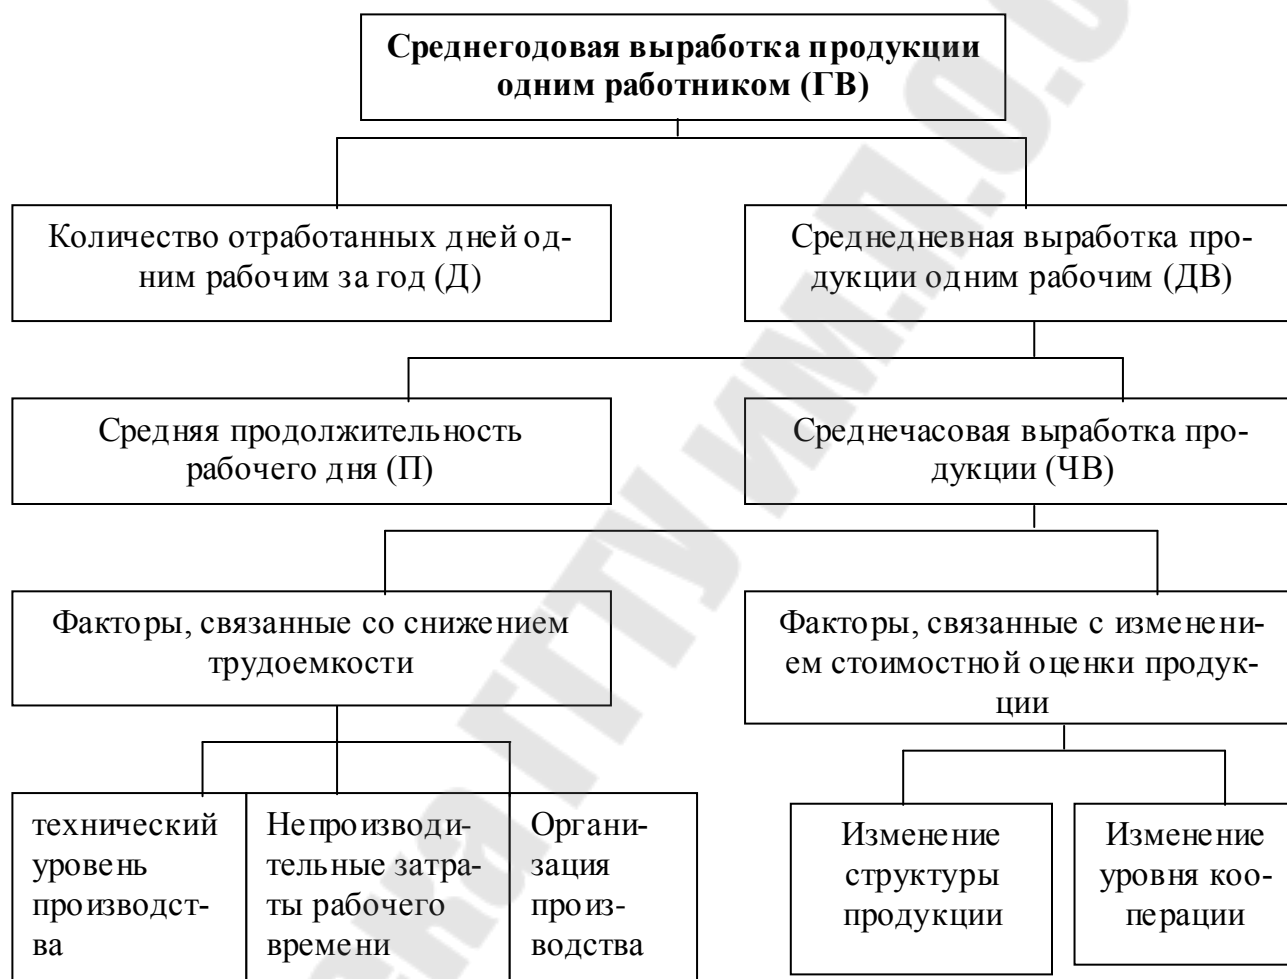 Среднегодовая выработка продукции
одним работником (ГВ)
Количество отработанных дней од-
ним рабочим за год (Д)
Среднедневная выработка про-
дукции одним рабочим (ДВ)
Средняя продолжительность
рабочего дня (П)
Среднечасовая выработка про-
дукции (ЧВ)
Факторы, связанные со снижением
трудоемкости
Факторы, связанные с изменени-
ем стоимостной оценки продук-
ции
технический
уровень
производст-
ва
Непроизводи-
тельные затра-
ты рабочего
времени
Органи-
зация
произ-
водства
Изменение
структуры
продукции
Изменение
уровня коо-
перации
ка ГГТУ им.П.О.С